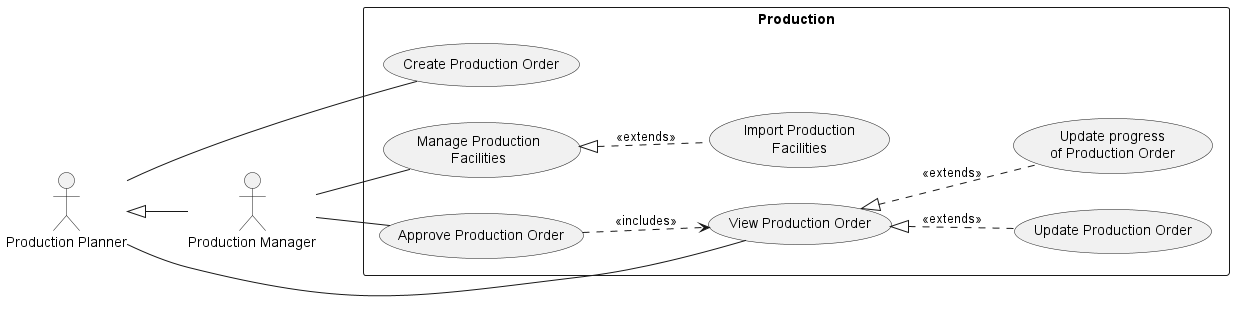 Production
Create Production Order
Manage Production
Facilities
«extends»
Import Production
Facilities
Update progress
of Production Order
«extends»
Production Planner
Production Manager
Approve Production Order
«includes»
View Production Order
«extends»
Update Production Order